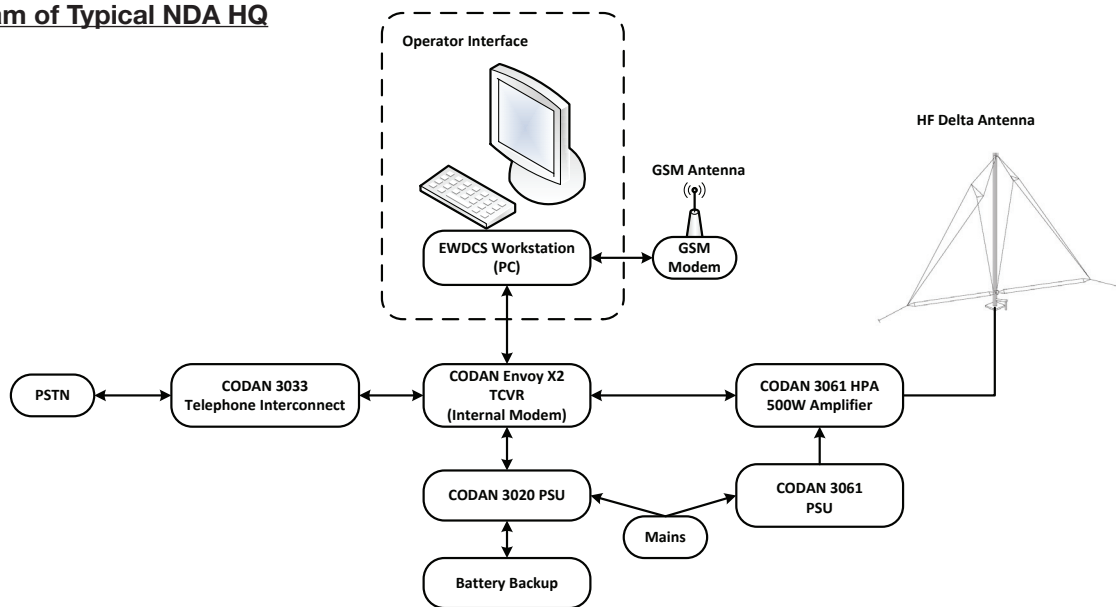 am of Typical NDA HQ
Operator Interface
HF Delta Antenna
GSM Antenna
EWDCS Workstation
(PC)
GSM
Modem
PSTN
CODAN 3033
Telephone Interconnect
CODAN Envoy X2
TCVR
(Internal Modem)
CODAN 3061 HPA
500W Amplifier
CODAN 3020 PSU
CODAN 3061
PSU
Mains
Battery Backup